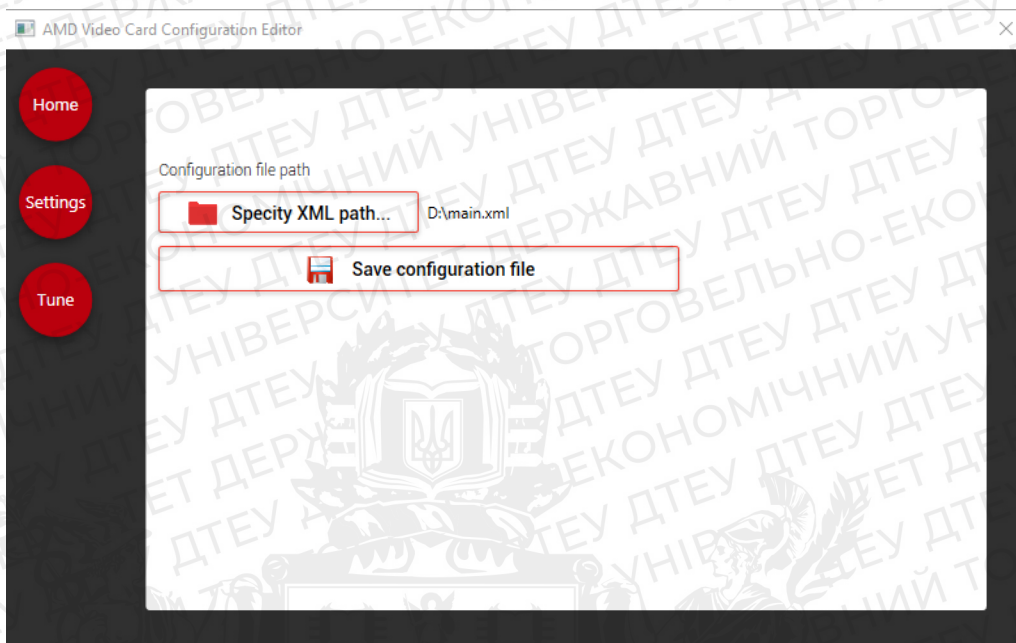 AMD Video Card Configuration Editor
Home
Configuration file path
Settings
Specity XML path...
D:\main.xml
Save configuration file
Tune